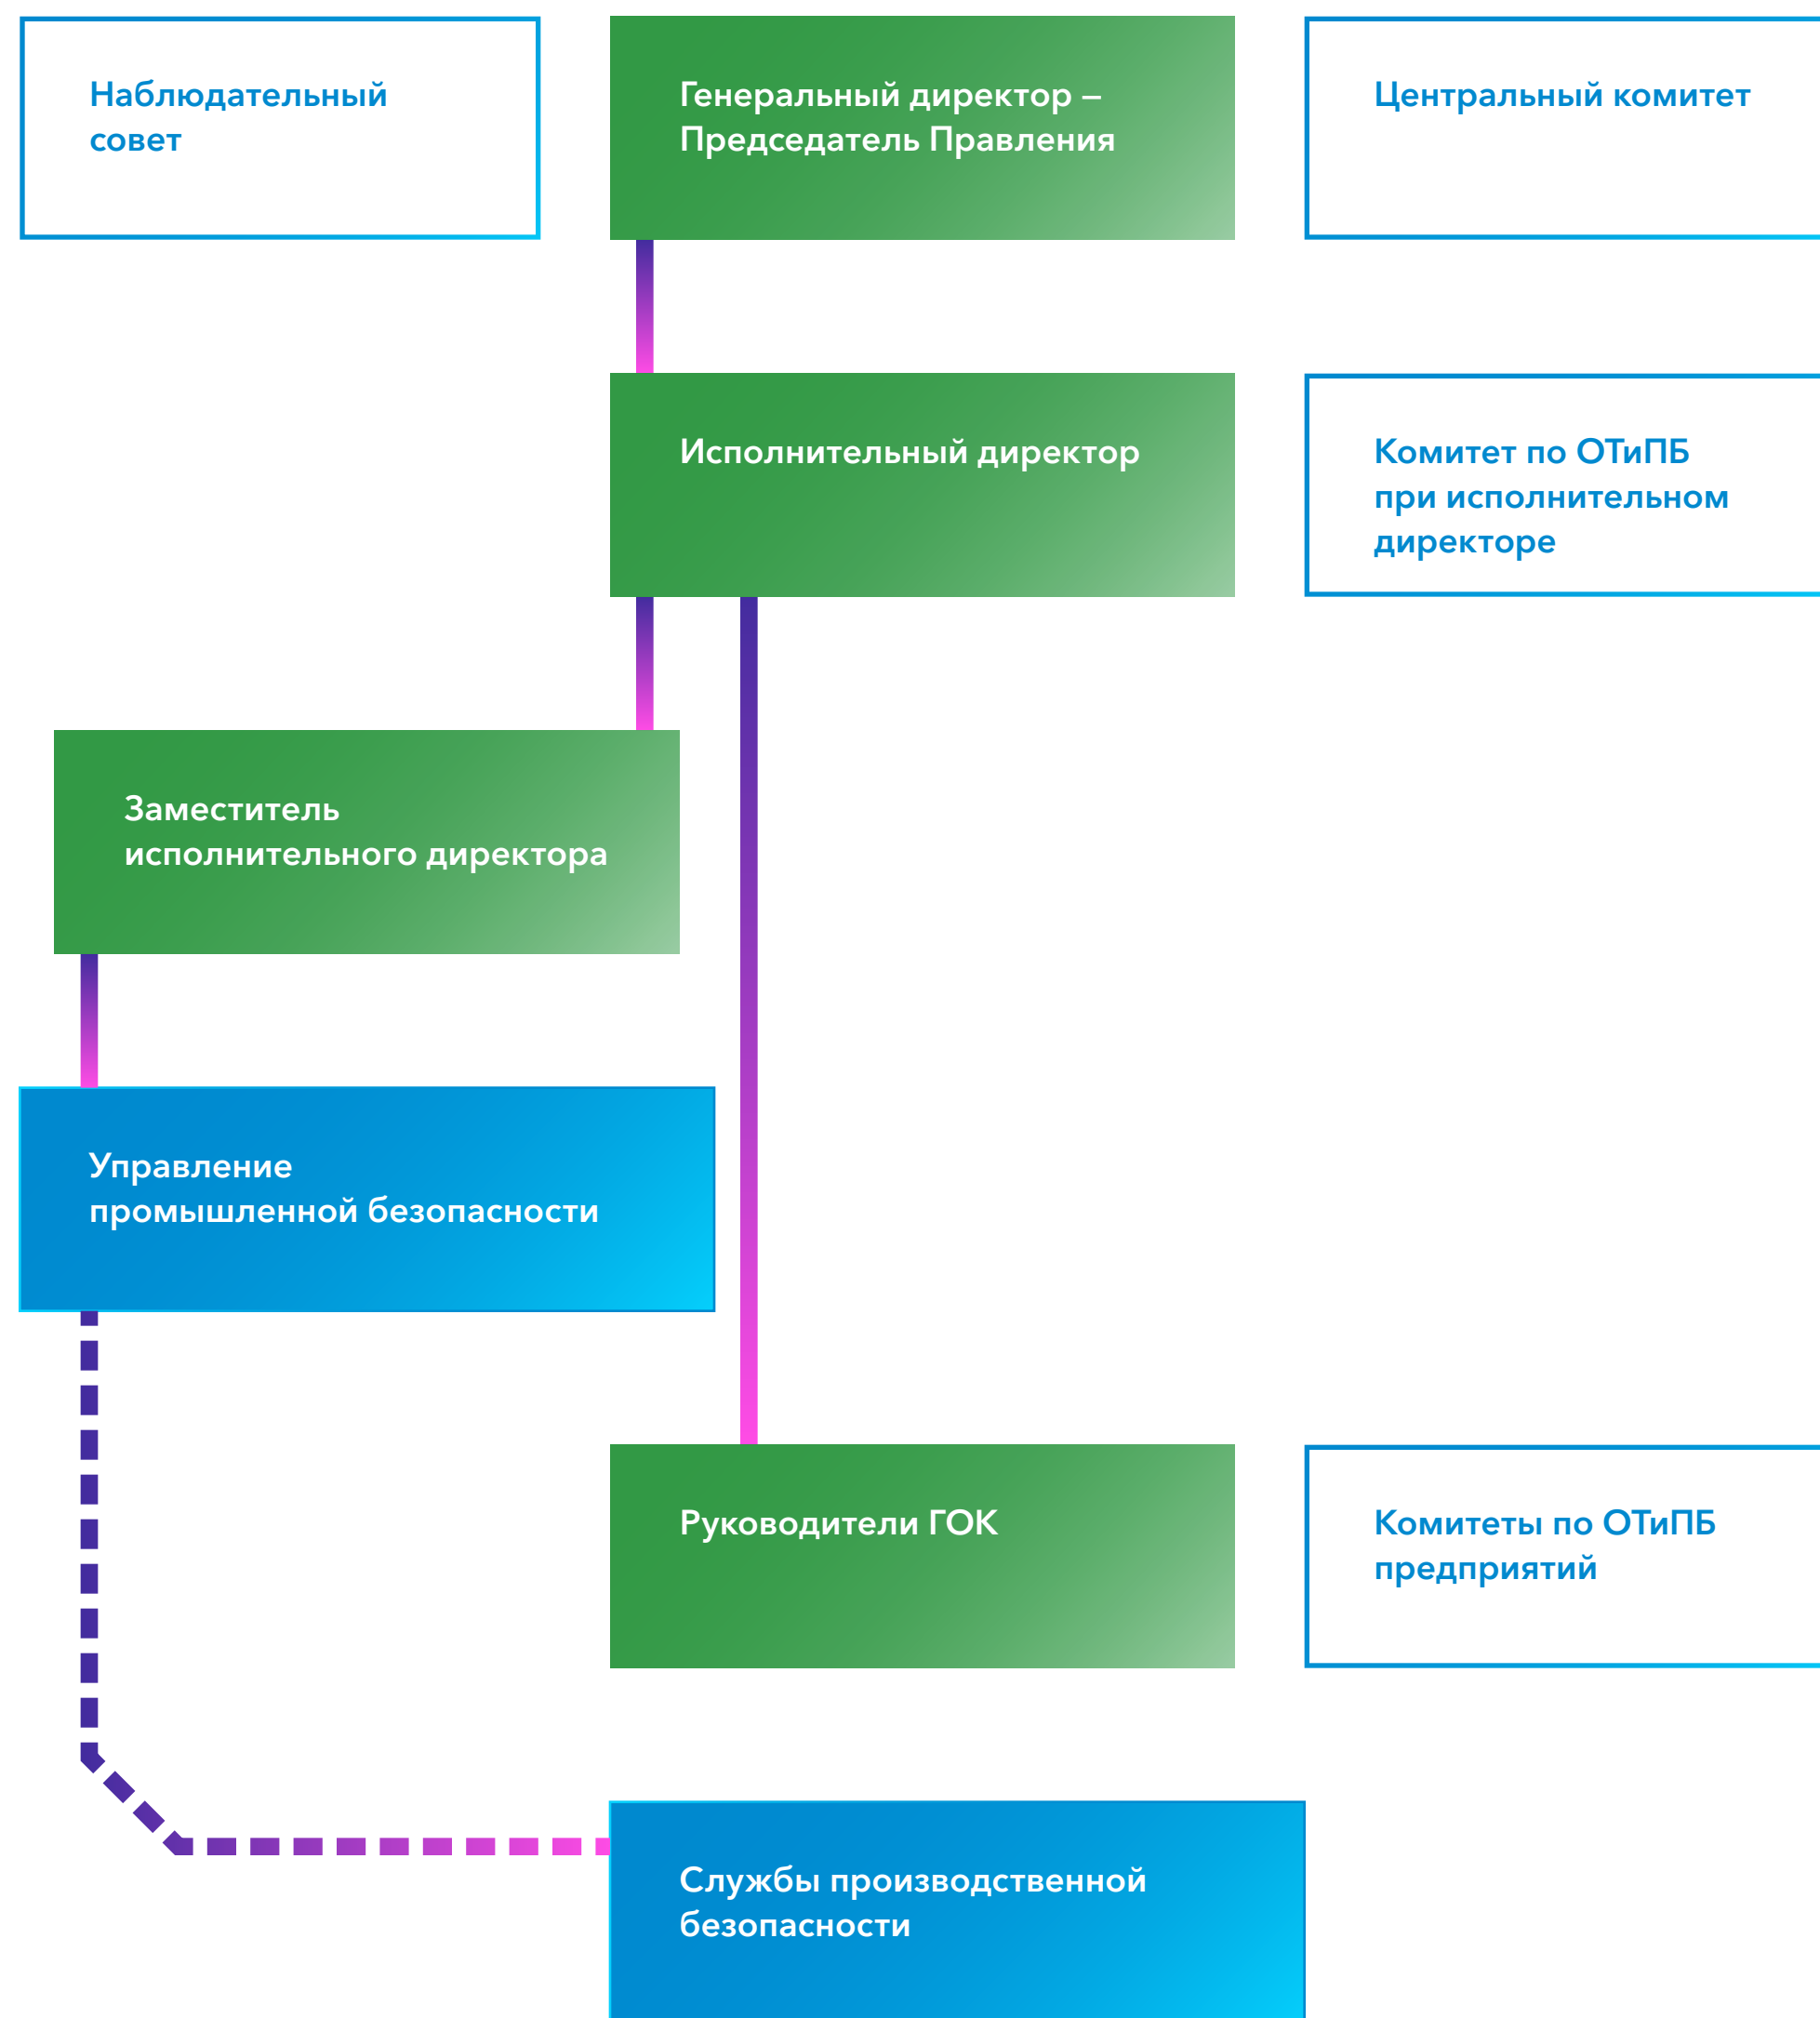 Наблюдательный
совет
Генеральный директор –
Председатель Правления
Центральный комитет
Исполнительный директор
Комитет по ОТиПБ
при исполнительном
директоре
Заместитель
исполнительного директора
Управление
промышленной безопасности
Руководители ГОК
Комитеты по ОТиПБ
предприятий
Службы производственной
безопасности